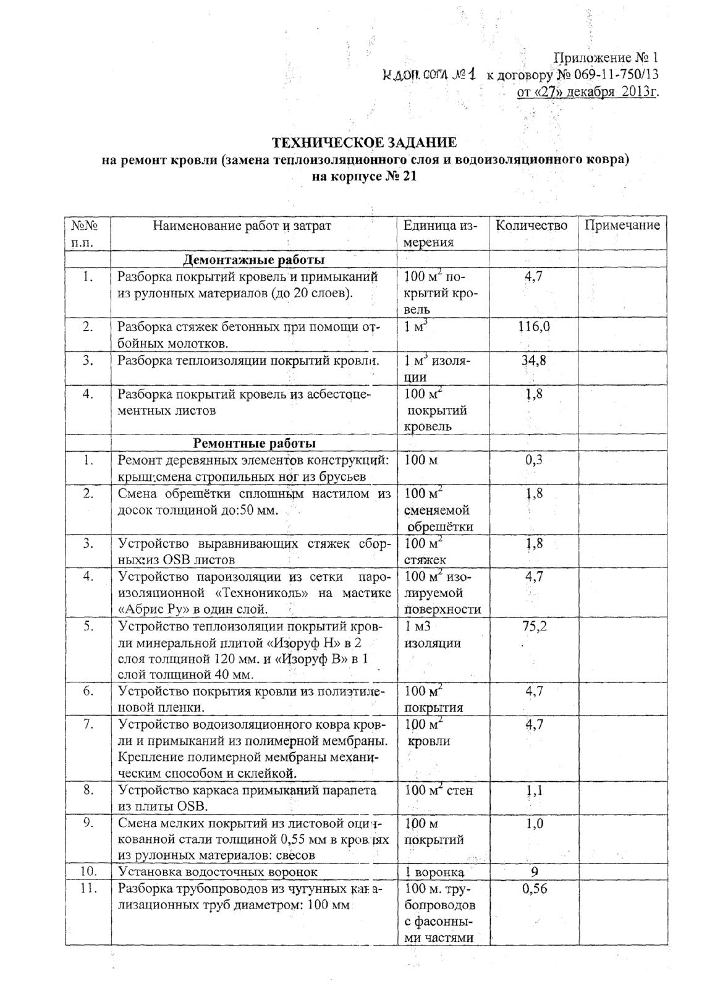 Приложение № 1
К ДОП. СОГЛ №1 к договору № 069-11-750/13
от «27» декабря 2013г.
ТЕХНИЧЕСКОЕ ЗАДАНИЕ
на ремонт кровли (замена теплоизоляционного слоя и водоизоляционного ковра)
на корпусе № 21
№№ Наименование работ и затрат Единица из- Количество Примечание
п.п. мерения
Демонтажные работы
1. Разборка покрытий кровель и примыканий 100 м² по- 4,7
из рулонных материалов (до 20 слоев). крытий кро-
вель
2. Разборка стяжек бетонных при помощи от- 1 м³ 116,0
бойных молотков.
3. Разборка теплоизоляции покрытий кровли. 1 м³ изоля- 34,8
ции
4. Разборка покрытий кровель из асбестоце- 100 м² 1,8
ментных листов покрытий
кровель
Ремонтные работы
1. Ремонт деревянных элементов конструкций: 100 м 0,3
крыш:смена стропильных ног из брусьев
2. Смена обрешётки сплошным настилом из 100 м² 1,8
досок толщиной до:50 мм. сменяемой
обрешётки
3. Устройство выравнивающих стяжек сбор- 100 м² 1,8
ных:из OSB листов стяжек
4. Устройство пароизоляции из сетки паро- 100 м² изо- 4,7
изоляционной «Технониколь» на мастике лируемой
«Абрис Ру» в один слой. поверхности
5. Устройство теплоизоляции покрытий кров- 1 м3 75,2
ли минеральной плитой «Изоруф Н» в 2 изоляции
слоя толщиной 120 мм. и «Изоруф В» в 1
слой толщиной 40 мм.
6. Устройство покрытия кровли из полиэтиле- 100 м² 4,7
новой пленки. покрытия
7. Устройство водоизоляционного ковра кров- 100 м² 4,7
ли и примыканий из полимерной мембраны. кровли
Крепление полимерной мембраны механи-
ческим способом и склейкой.
8. Устройство каркаса примыканий парапета 100 м² стен 1,1
из плиты OSB.
9. Смена мелких покрытий из листовой оцин- 100 м 1,0
кованной стали толщиной 0,55 мм в кровлях покрытий
из рулонных материалов: свесов
10. Установка водосточных воронок 1 воронка 9
11. Разборка трубопроводов из чугунных кана- 100 м. тру- 0,56
лизационных труб диаметром: 100 мм бопроводов
с фасонны-
ми частями